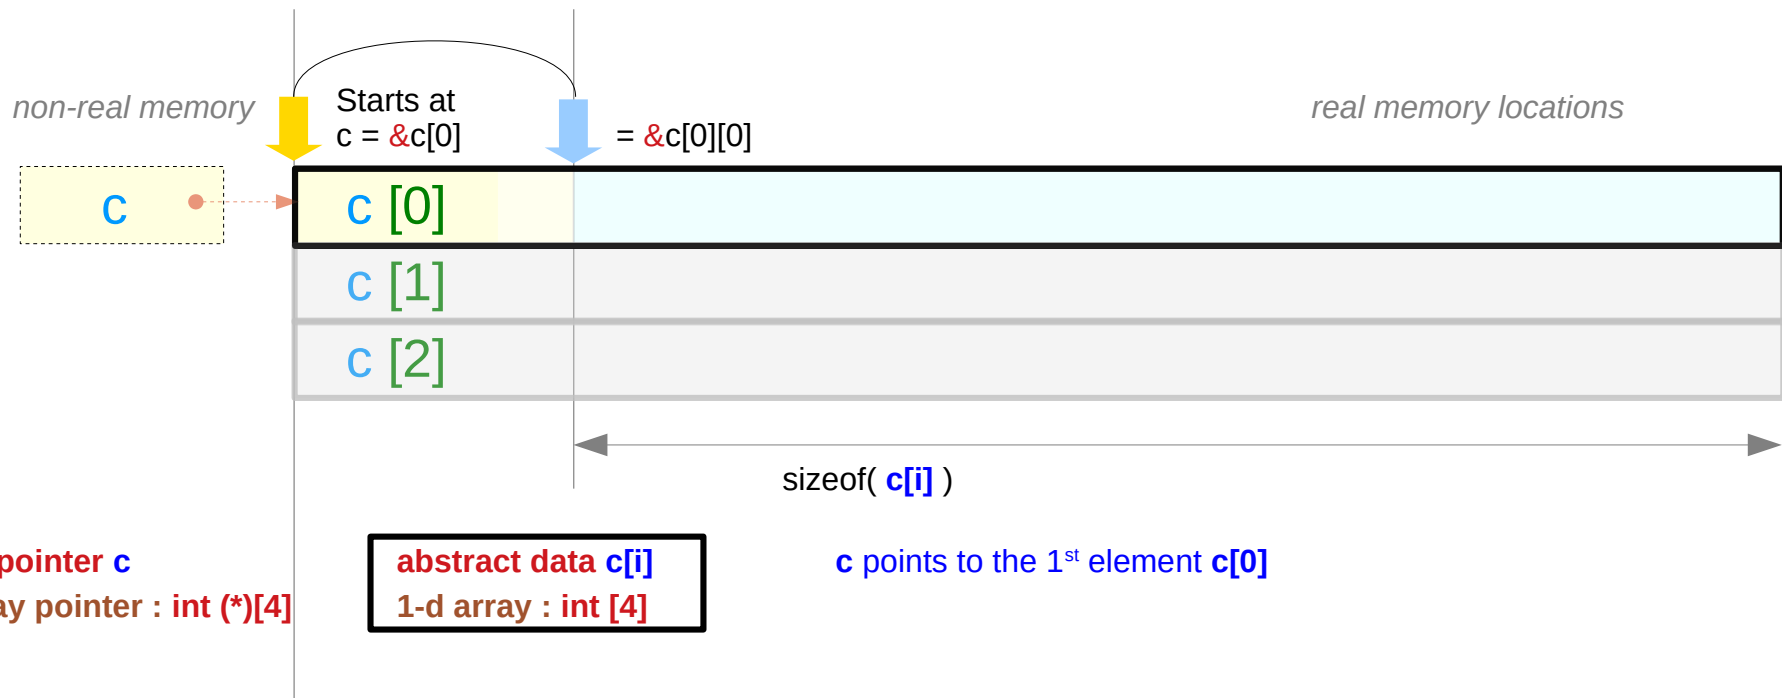 non-real memory
Starts at
c = &c[0]
= &c[0][0]
real memory locations
c
c [0]
c [1]
c [2]
sizeof( c[i] )
pointer c
pointer : int (*)[4]
abstract data c[i]
1-d array : int [4]
c points to the 1st element c[0]